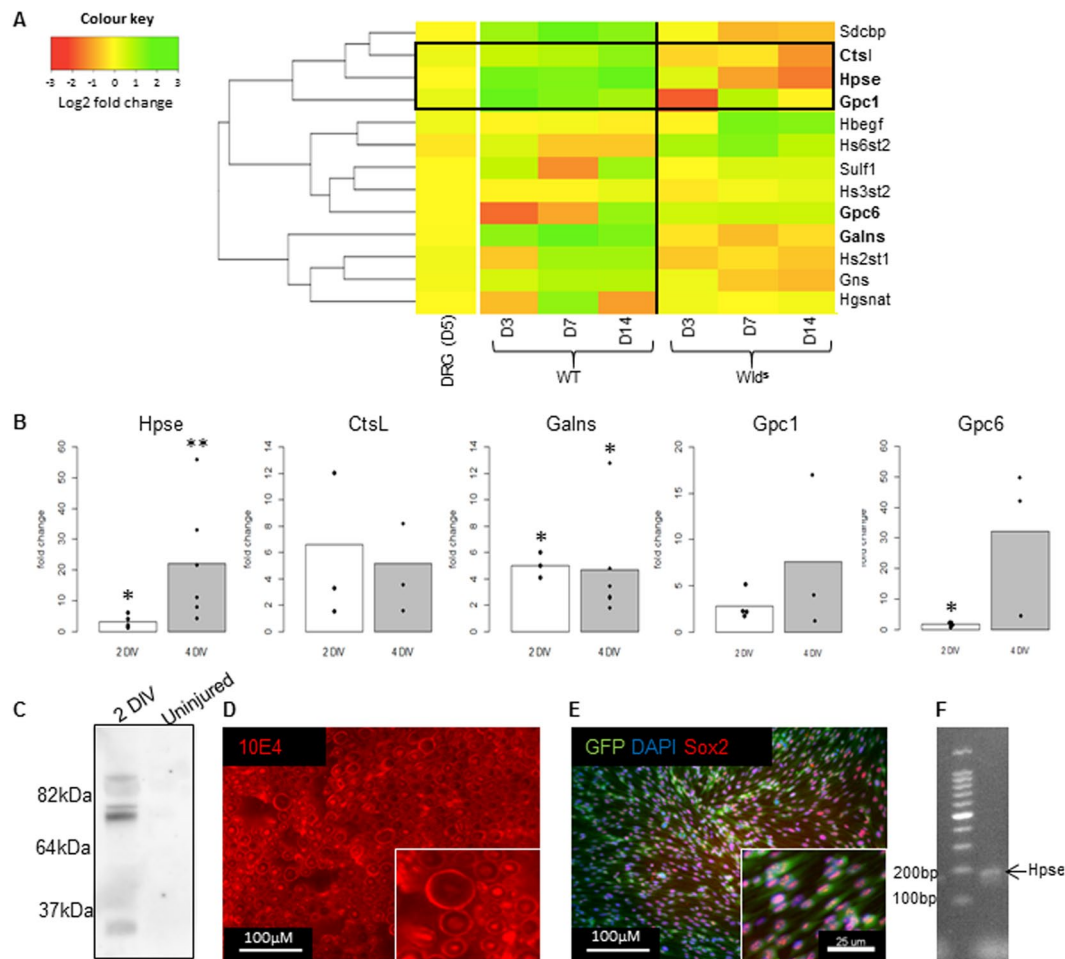 A
Colour key
-3 -2 -1 0 1 2 3
Log2 fold change
Sdcbp
Ctsl
Hpse
Gpc1
Hbegf
Hs6st2
Sulf1
Hs3st2
Gpc6
Galns
Hs2st1
Gns
Hgsnat
DRG (D5)
D3 D7 D14 D3 D7 D14
WT Wldˢ
B
Hpse CtsL Galns Gpc1 Gpc6
fold change
0 10 20 30 40 50 60
* **
2 DIV 4 DIV
fold change
0 2 4 6 8 10 12 14
2 DIV 4 DIV
fold change
0 2 4 6 8 10 12 14
* *
2 DIV 4 DIV
fold change
0 5 10 15 20
2 DIV 4 DIV
fold change
0 10 20 30 40 50 60
*
2 DIV 4 DIV
C
2 DIV Uninjured
82kDa
64kDa
37kDa
D
10E4
100µM
E
GFP DAPI Sox2
100µM
25 um
F
200bp
100bp
Hpse